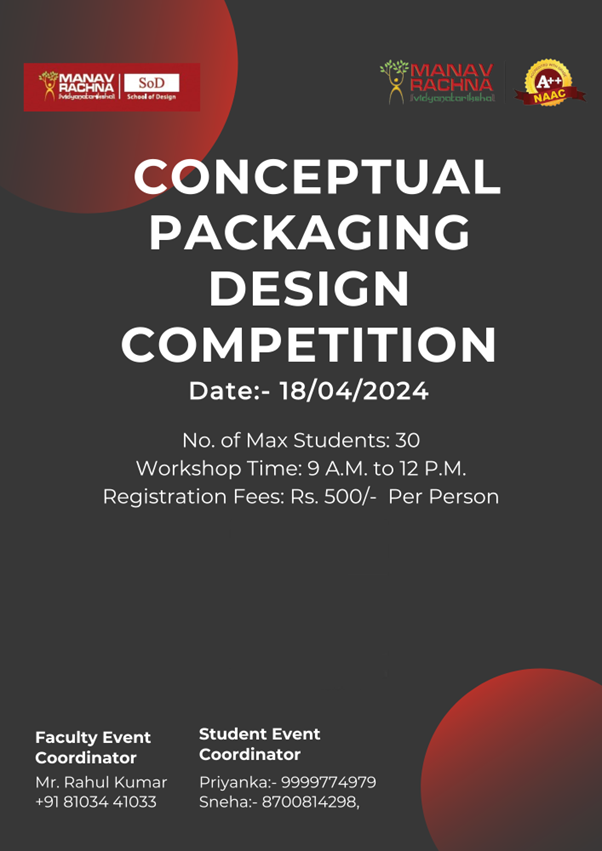 MANAV
RACHNA
vidyanatariksha
SoD
School of Design
MANAV
RACHNA
vidyanatariksha
A++
NAAC
CONCEPTUAL
PACKAGING
DESIGN
COMPETITION
Date:- 18/04/2024
No. of Max Students: 30
Workshop Time: 9 A.M. to 12 P.M.
Registration Fees: Rs. 500/- Per Person
Faculty Event
Coordinator
Mr. Rahul Kumar
+91 81034 41033
Student Event
Coordinator
Priyanka:- 9999774979
Sneha:- 8700814298,